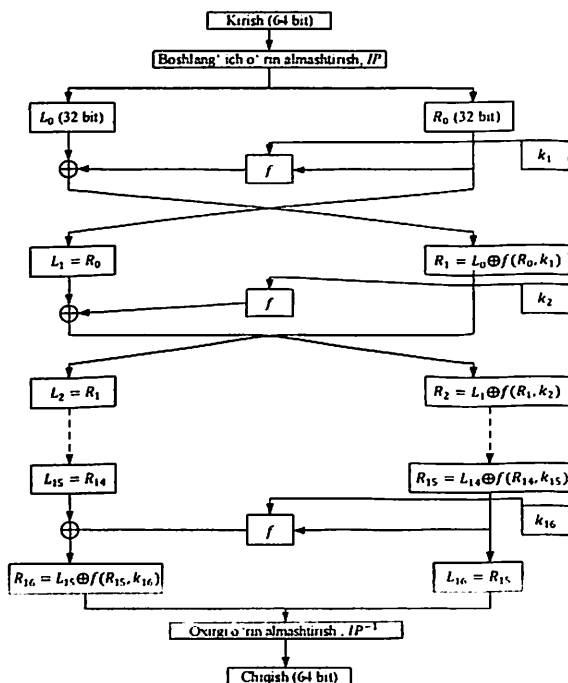 Kirish (64 bit)
Boshlang‘ich o‘rin almashtirish, IP
L₀ (32 bit)
R₀ (32 bit)
f
k₁
L₁ = R₀
R₁ = L₀⊕f(R₀, k₁)
f
k₂
L₂ = R₁
R₂ = L₁⊕f(R₁, k₂)
L₁₅ = R₁₄
R₁₅ = L₁₄⊕f(R₁₄, k₁₅)
f
k₁₆
R₁₆ = L₁₅⊕f(R₁₅, k₁₆)
L₁₆ = R₁₅
Oxirgi o‘rin almashtirish, IP⁻¹
Chiqish (64 bit)